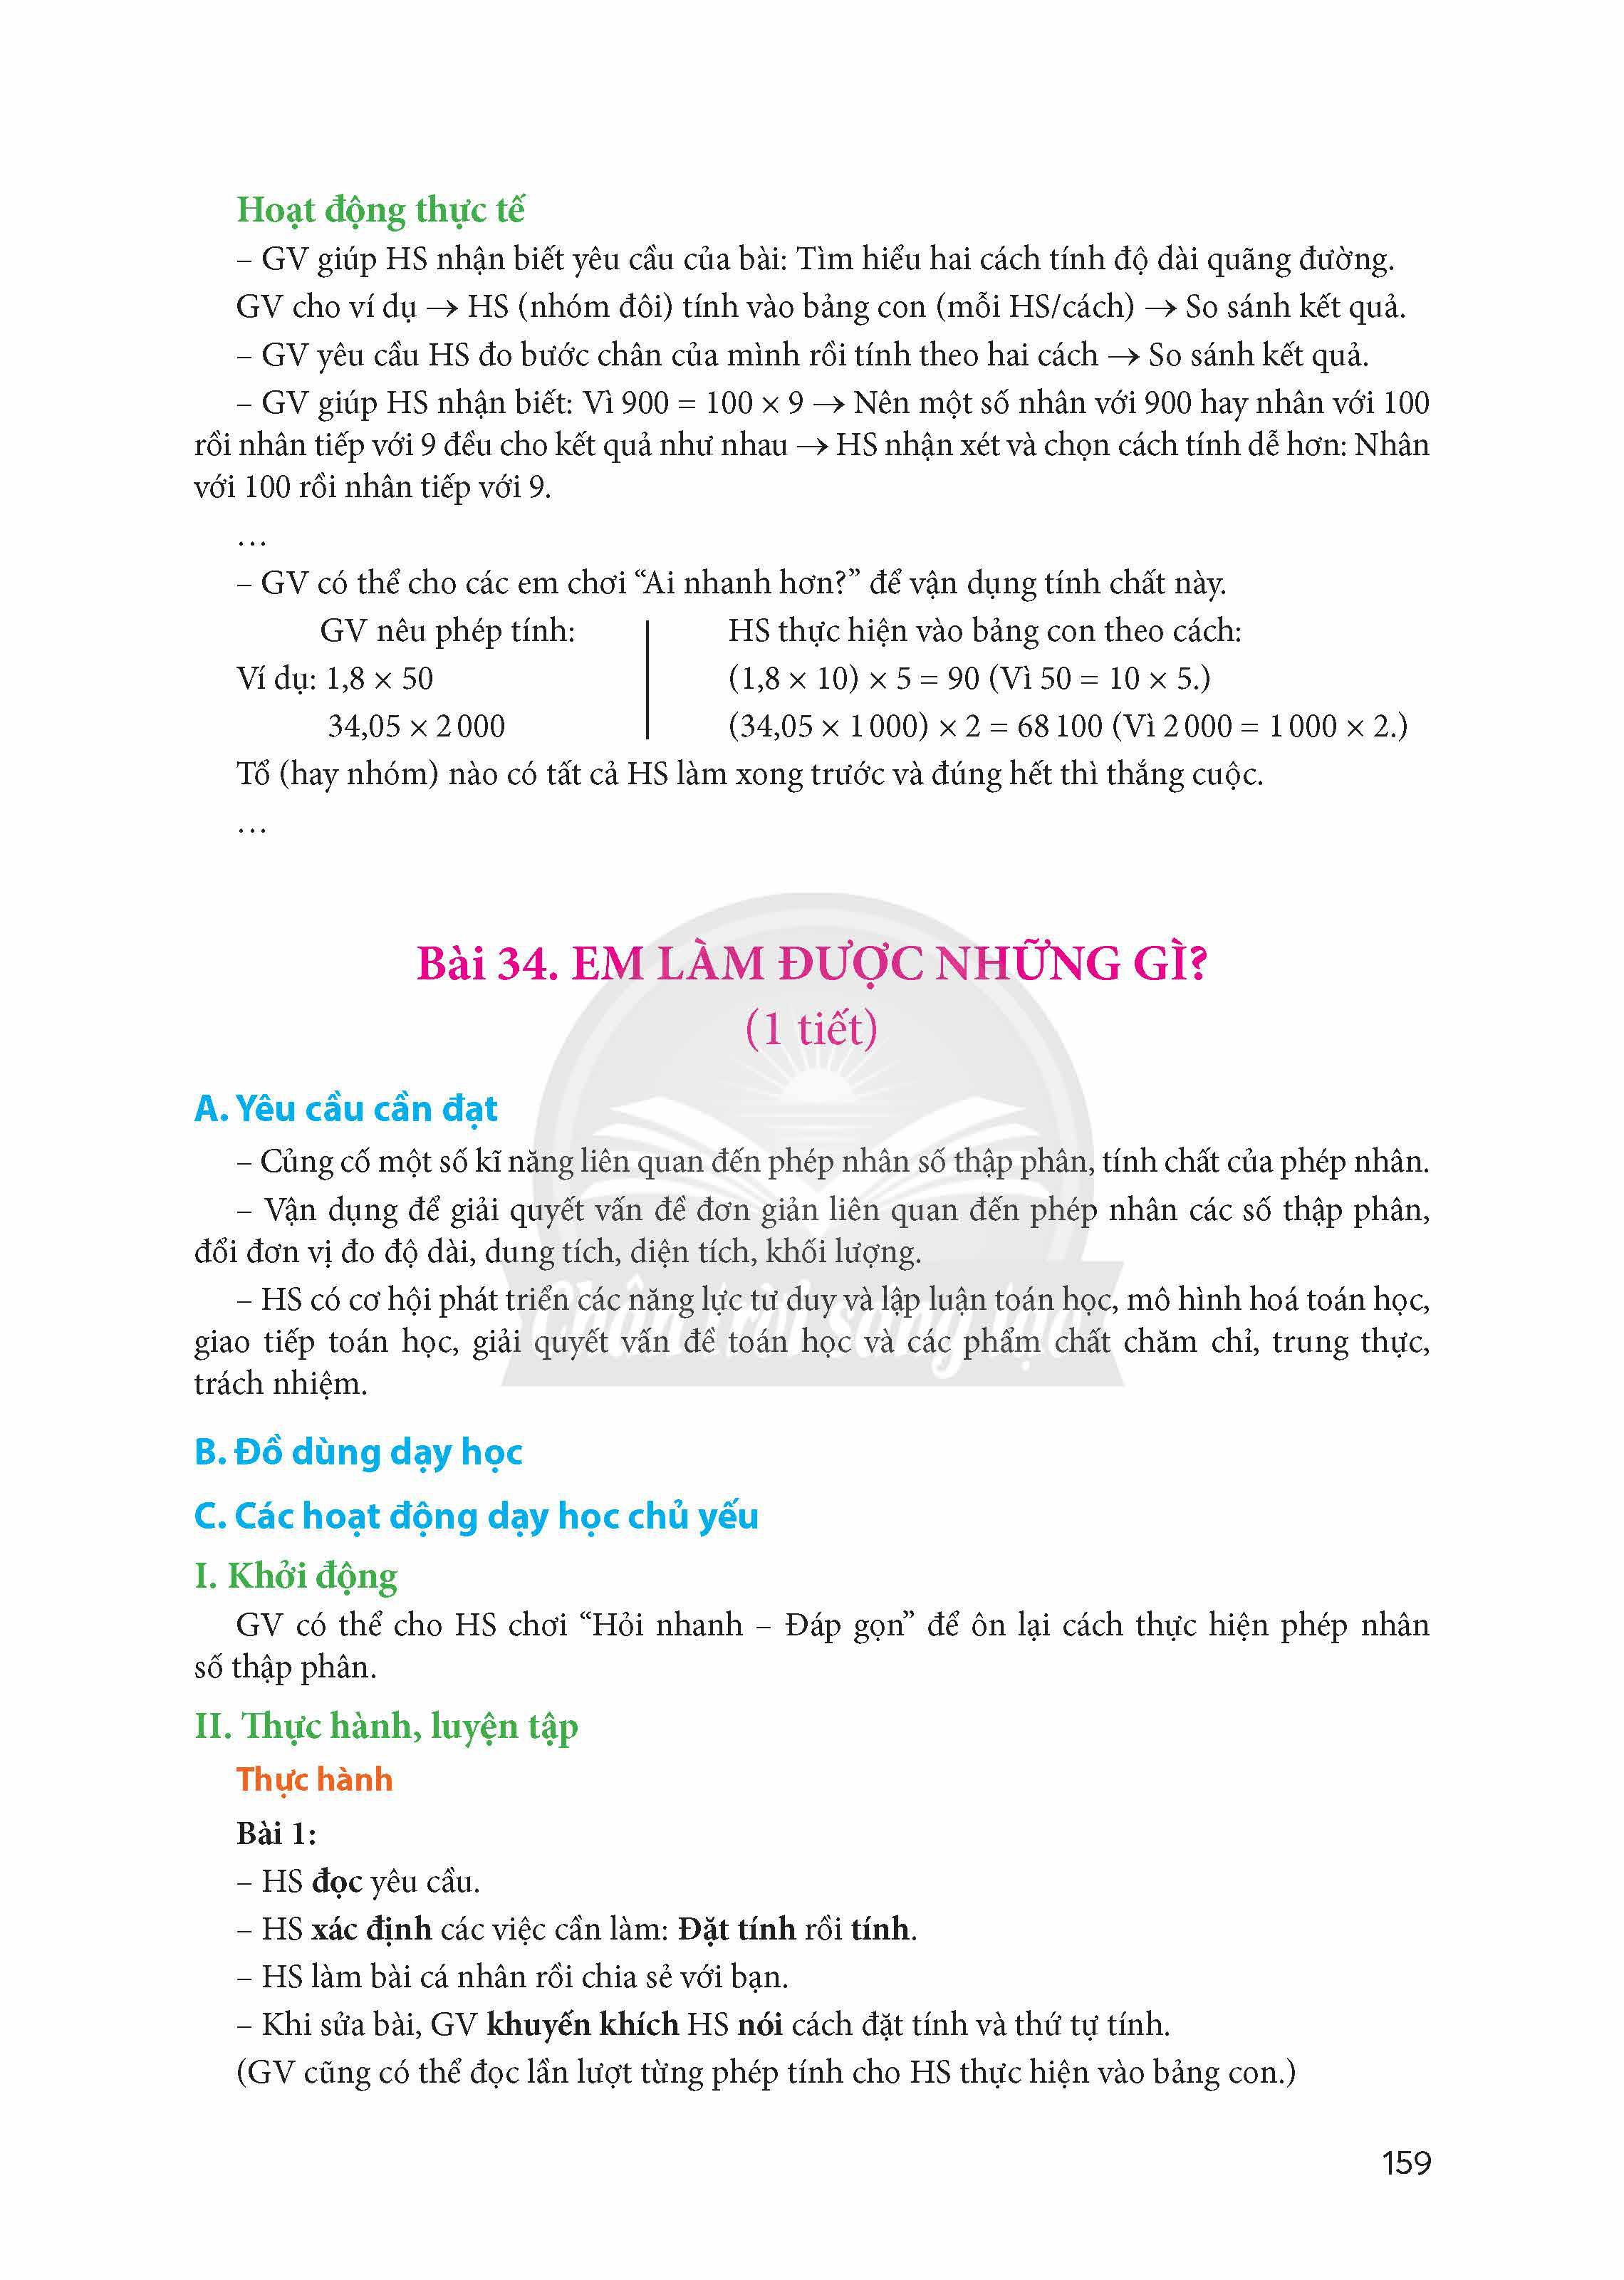 Hoạt động thực tế
– GV giúp HS nhận biết yêu cầu của bài: Tìm hiểu hai cách tính độ dài quãng đường.
GV cho ví dụ → HS (nhóm đôi) tính vào bảng con (mỗi HS/cách) → So sánh kết quả.
– GV yêu cầu HS đo bước chân của mình rồi tính theo hai cách → So sánh kết quả.
– GV giúp HS nhận biết: Vì 900 = 100 × 9 → Nên một số nhân với 900 hay nhân với 100
rồi nhân tiếp với 9 đều cho kết quả như nhau → HS nhận xét và chọn cách tính dễ hơn: Nhân
với 100 rồi nhân tiếp với 9.
…
– GV có thể cho các em chơi “Ai nhanh hơn?” để vận dụng tính chất này.
GV nêu phép tính: HS thực hiện vào bảng con theo cách:
Ví dụ: 1,8 × 50 (1,8 × 10) × 5 = 90 (Vì 50 = 10 × 5.)
34,05 × 2 000 (34,05 × 1 000) × 2 = 68 100 (Vì 2 000 = 1 000 × 2.)
Tổ (hay nhóm) nào có tất cả HS làm xong trước và đúng hết thì thắng cuộc.
…
Bài 34. EM LÀM ĐƯỢC NHỮNG GÌ?
(1 tiết)
A. Yêu cầu cần đạt
– Củng cố một số kĩ năng liên quan đến phép nhân số thập phân, tính chất của phép nhân.
– Vận dụng để giải quyết vấn đề đơn giản liên quan đến phép nhân các số thập phân,
đổi đơn vị đo độ dài, dung tích, diện tích, khối lượng.
– HS có cơ hội phát triển các năng lực tư duy và lập luận toán học, mô hình hoá toán học,
Chân trời sáng tạo
giao tiếp toán học, giải quyết vấn đề toán học và các phẩm chất chăm chỉ, trung thực,
trách nhiệm.
B. Đồ dùng dạy học
C. Các hoạt động dạy học chủ yếu
I. Khởi động
GV có thể cho HS chơi “Hỏi nhanh – Đáp gọn” để ôn lại cách thực hiện phép nhân
số thập phân.
II. Thực hành, luyện tập
Thực hành
Bài 1:
– HS đọc yêu cầu.
– HS xác định các việc cần làm: Đặt tính rồi tính.
– HS làm bài cá nhân rồi chia sẻ với bạn.
– Khi sửa bài, GV khuyến khích HS nói cách đặt tính và thứ tự tính.
(GV cũng có thể đọc lần lượt từng phép tính cho HS thực hiện vào bảng con.)
159